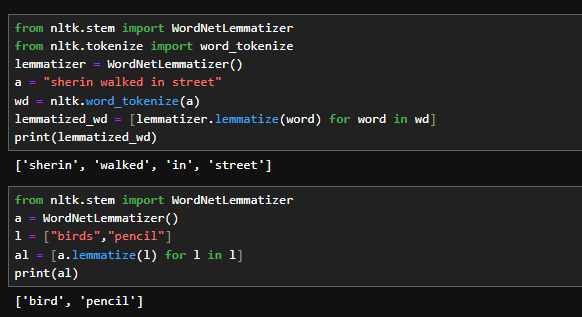 from nltk.stem import WordNetLemmatizer
from nltk.tokenize import word_tokenize
lemmatizer = WordNetLemmatizer()
a = "sherin walked in street"
wd = nltk.word_tokenize(a)
lemmatized_wd = [lemmatizer.lemmatize(word) for word in wd]
print(lemmatized_wd)
['sherin', 'walked', 'in', 'street']
from nltk.stem import WordNetLemmatizer
a = WordNetLemmatizer()
l = ["birds","pencil"]
al = [a.lemmatize(l) for l in l]
print(al)
['bird', 'pencil']